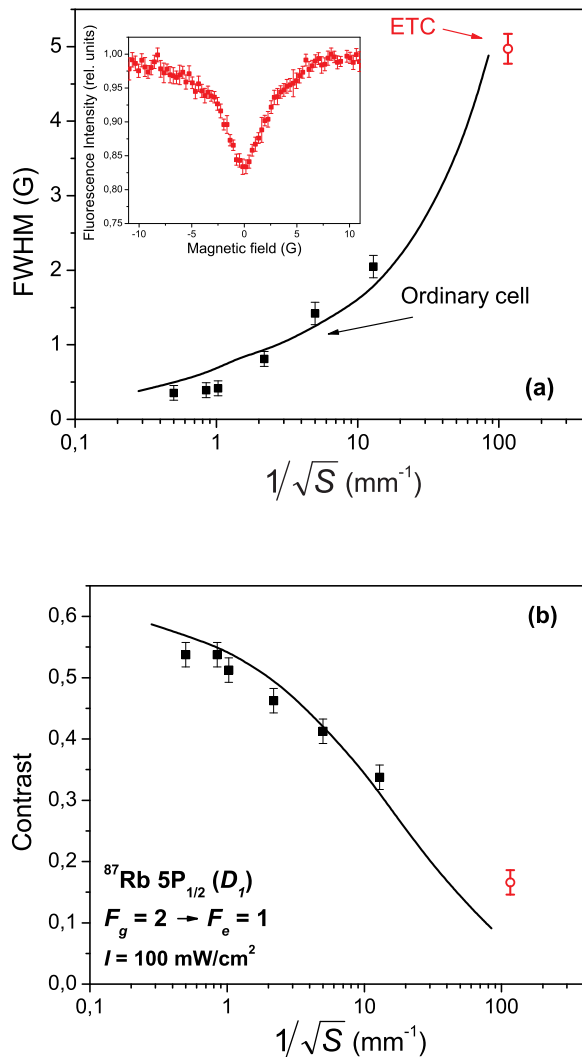 ETC
5
4
3
2
1
0
FWHM (G)
1,00
0,95
0,90
0,85
0,80
0,75
Fluorescence Intensity (rel. units)
-10 -5 0 5 10
Magnetic field (G)
Ordinary cell
(a)
0,1 1 10 100
1/√S (mm⁻¹)
(b)
0,6
0,5
0,4
0,3
0,2
0,1
0,0
Contrast
⁸⁷Rb 5P₁/₂ (D₁)
F_g = 2 → F_e = 1
I = 100 mW/cm²
0,1 1 10 100
1/√S (mm⁻¹)